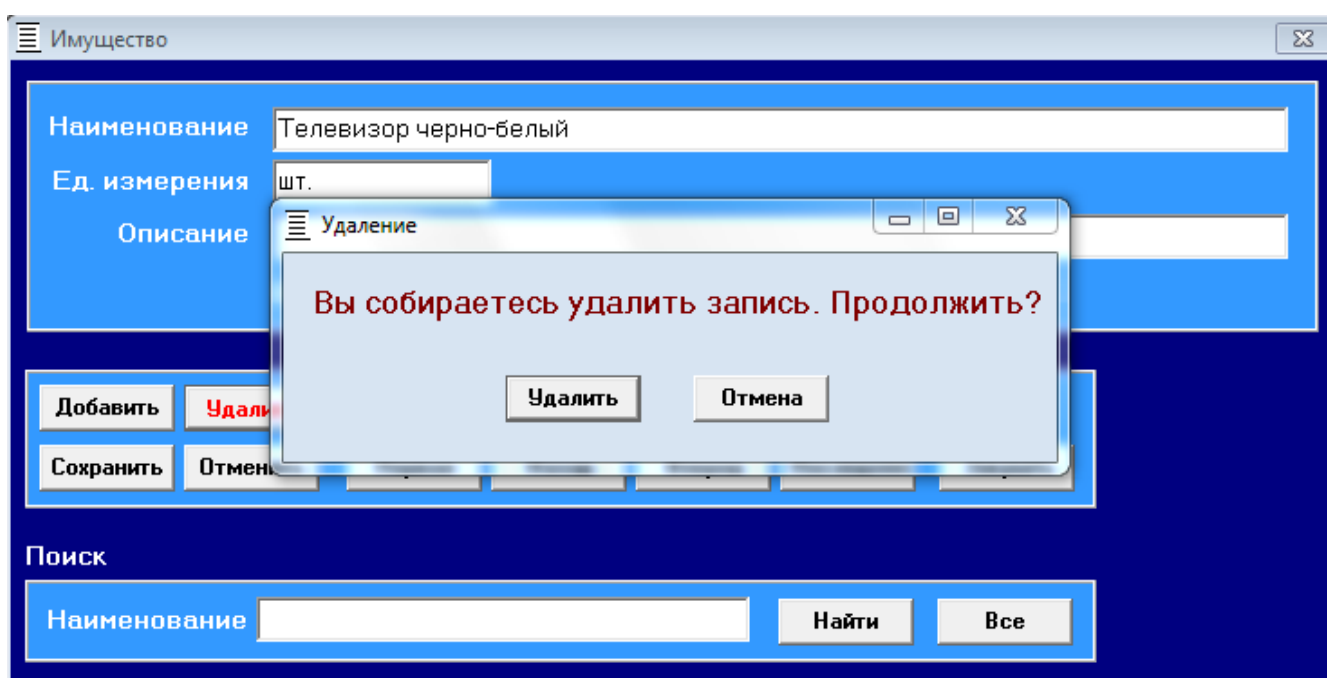 Имущество
Наименование Телевизор черно-белый
Ед. измерения шт.
Описание
Удаление
Вы собираетесь удалить запись. Продолжить?
Удалить Отмена
Добавить
Сохранить
Поиск
Наименование Найти Все